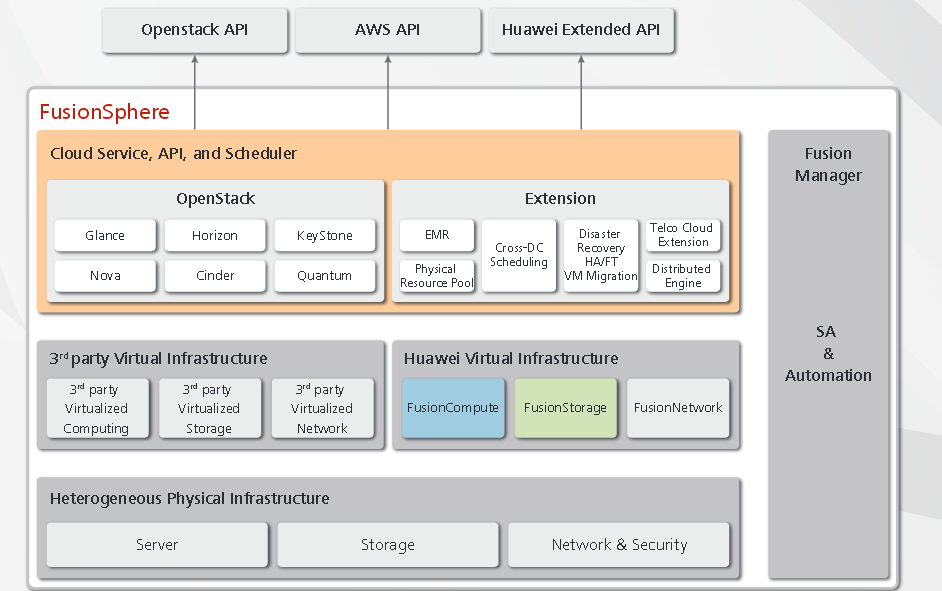 Openstack API
AWS API
Huawei Extended API
FusionSphere
Cloud Service, API, and Scheduler
OpenStack
Glance
Horizon
KeyStone
Nova
Cinder
Quantum
Extension
EMR
Physical
Resource Pool
Cross-DC
Scheduling
Disaster
Recovery
HA/FT
VM Migration
Telco Cloud
Extension
Distributed
Engine
3rd party Virtual Infrastructure
3rd party
Virtualized
Computing
3rd party
Virtualized
Storage
3rd party
Virtualized
Network
Huawei Virtual Infrastructure
FusionCompute
FusionStorage
FusionNetwork
Heterogeneous Physical Infrastructure
Server
Storage
Network & Security
Fusion
Manager
SA
&
Automation